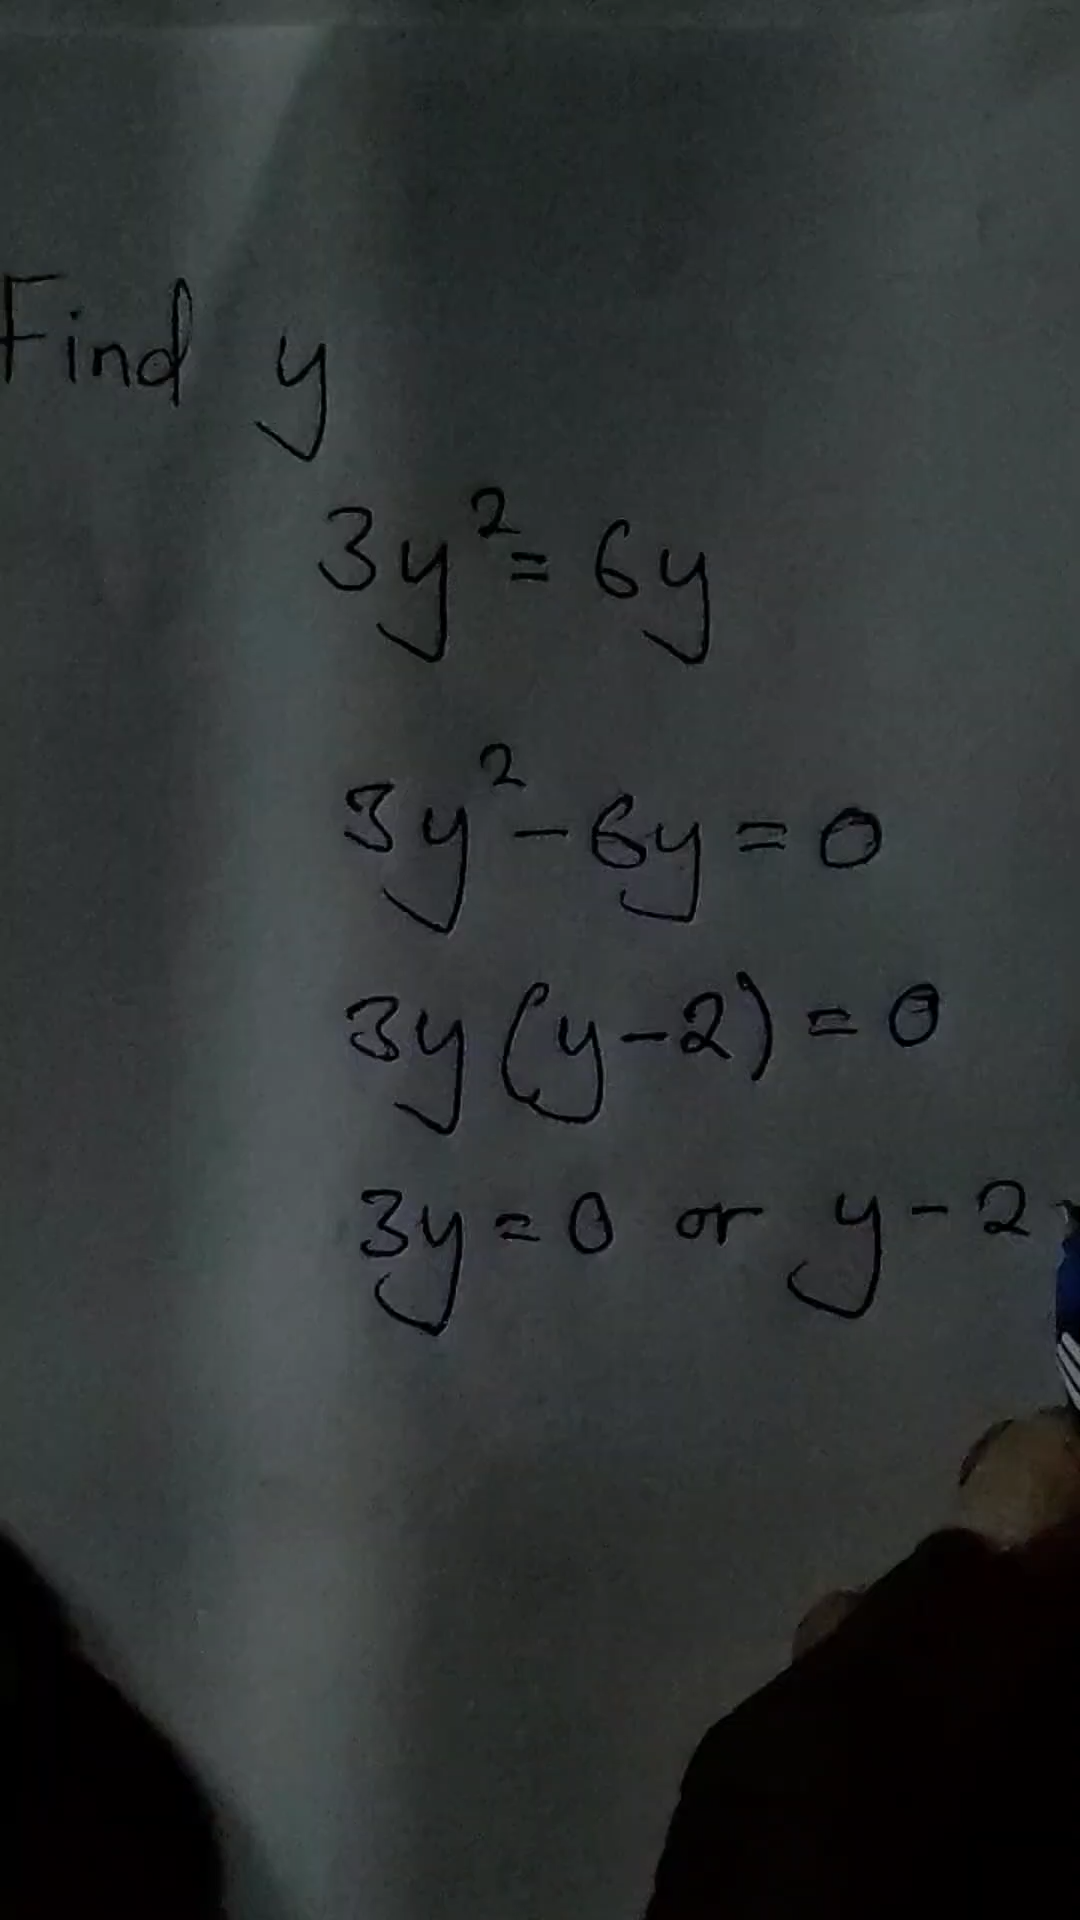 Find y
3y² = 6y
3y² - 6y = 0
3y (y - 2) = 0
3y = 0 or y - 2